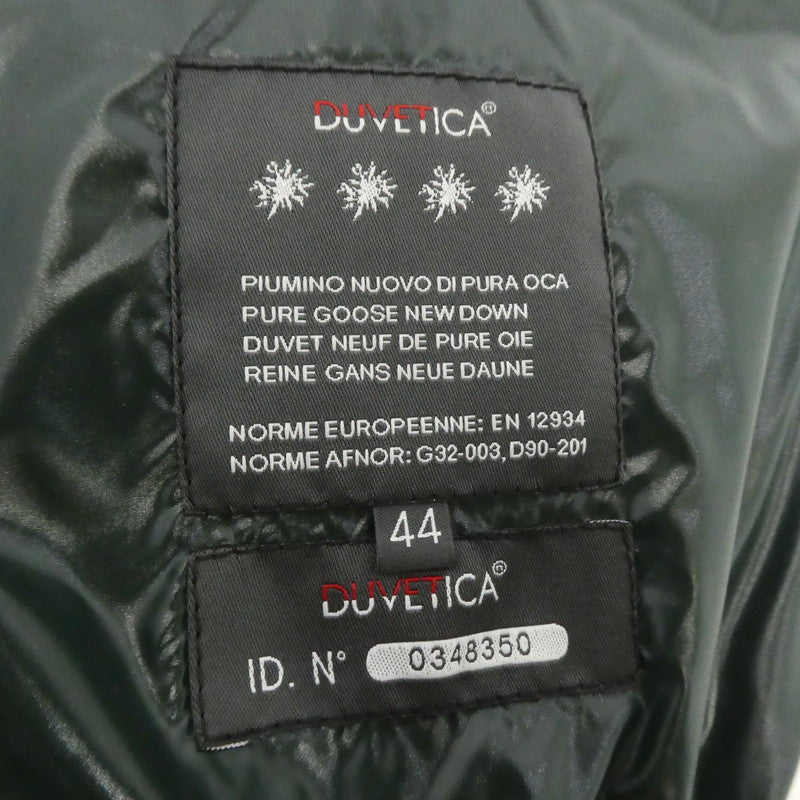 DUVETICA®
PIUMINO NUOVO DI PURA OCA
PURE GOOSE NEW DOWN
DUVET NEUF DE PURE OIE
REINE GANS NEUE DAUNE
NORME EUROPEENNE: EN 12934
NORME AFNOR: G32-003, D90-201
44
DUVETICA®
ID. N° 0348350